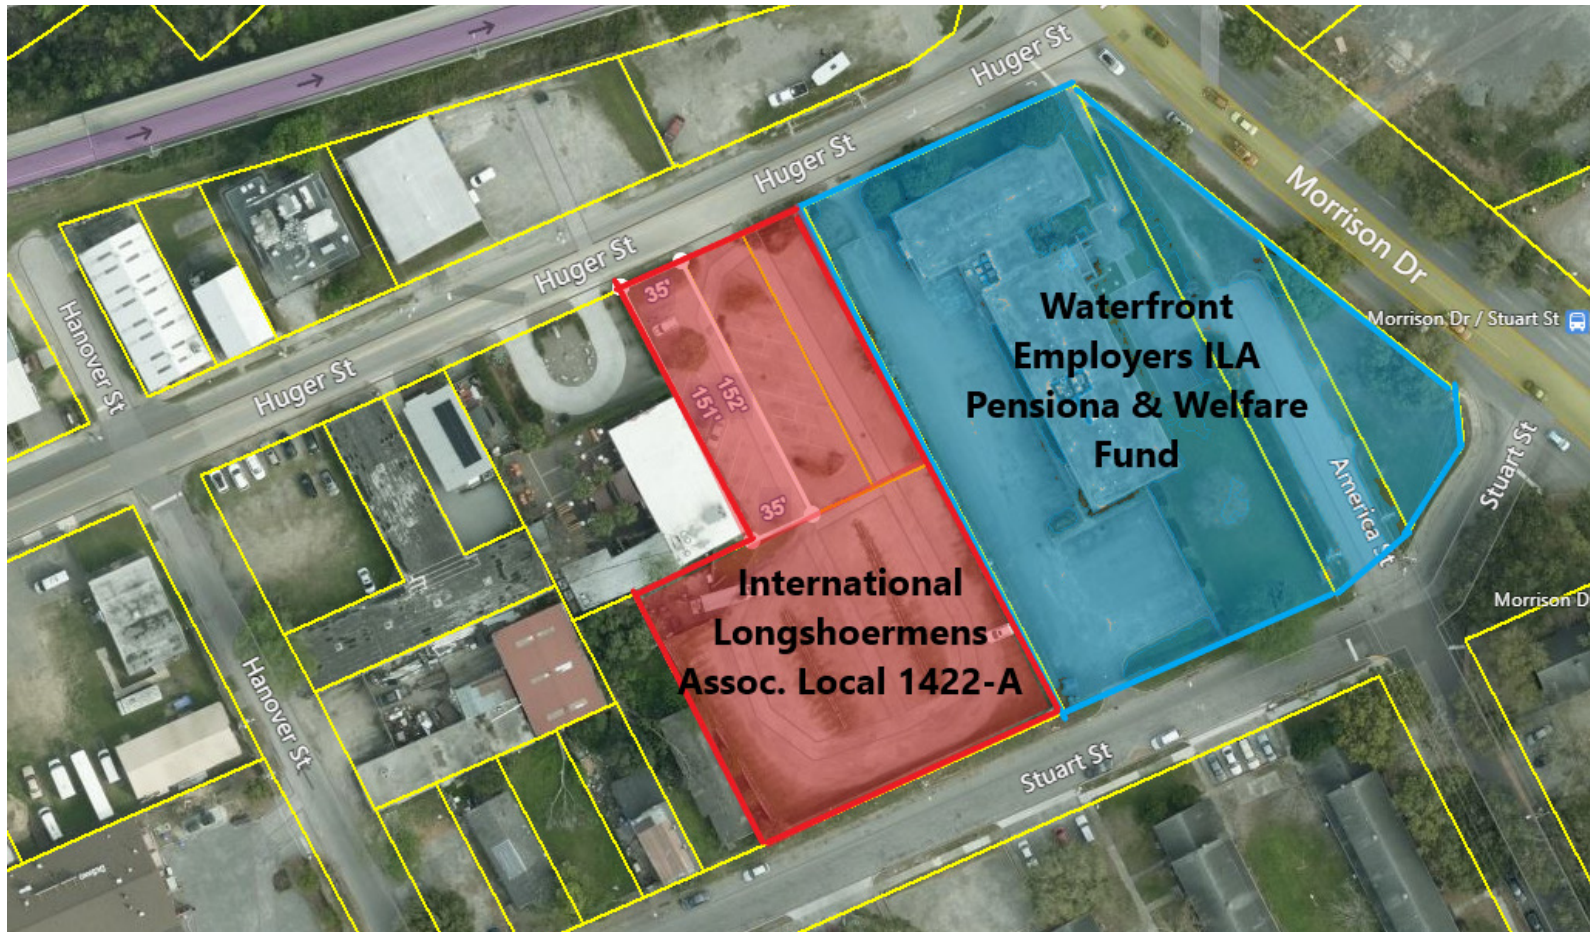 Huger St
Huger St
Morrison Dr
Huger St
35'
Waterfront
Employers ILA
Pensiona & Welfare
Fund
Morrison Dr / Stuart St
Hanover St
Huger St
152'
151'
35'
America St
Stuart St
International
Longshoermens
Assoc. Local 1422-A
Morrison D
Hanover St
Stuart St